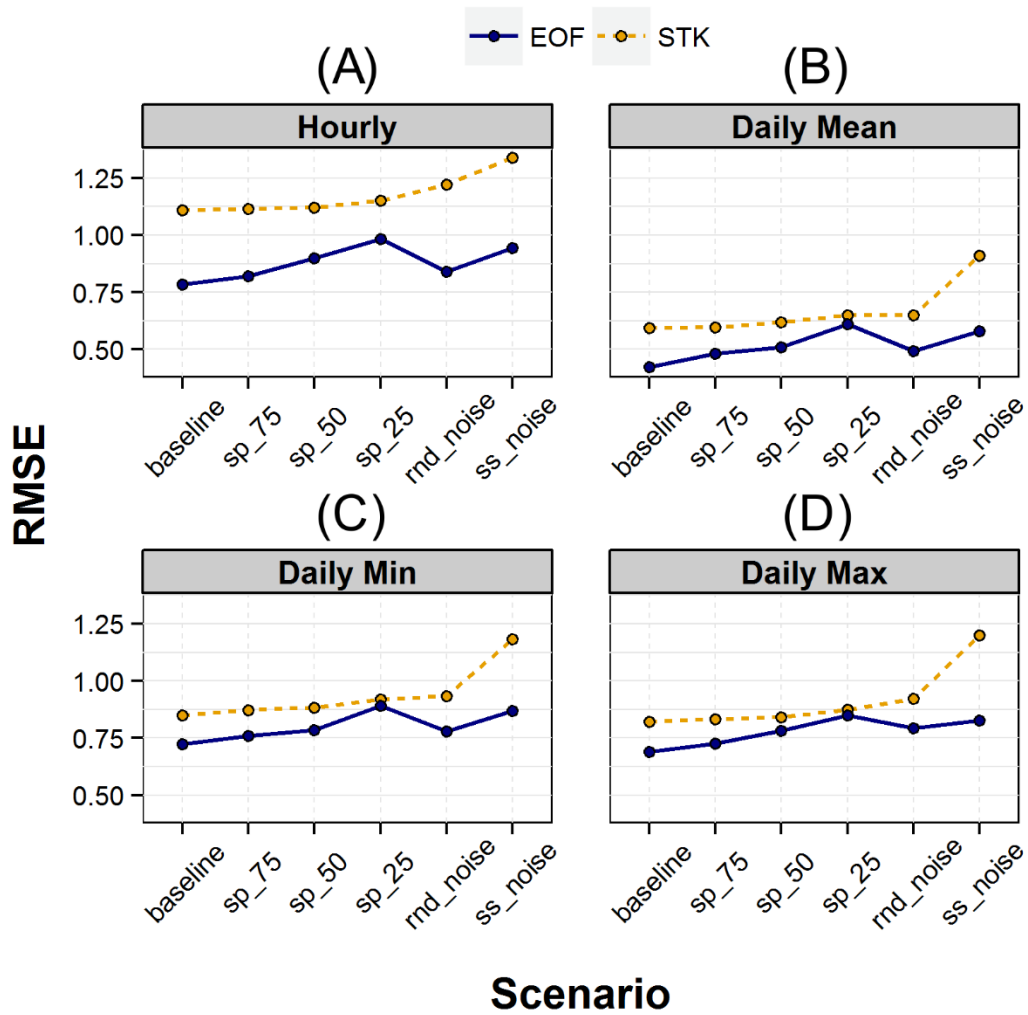 EOF STK
(A) (B)
Hourly Daily Mean
1.25
1.00
0.75
0.50
baseline sp_75 sp_50 sp_25 rnd_noise ss_noise baseline sp_75 sp_50 sp_25 rnd_noise ss_noise
RMSE
(C) (D)
Daily Min Daily Max
1.25
1.00
0.75
0.50
baseline sp_75 sp_50 sp_25 rnd_noise ss_noise baseline sp_75 sp_50 sp_25 rnd_noise ss_noise
Scenario